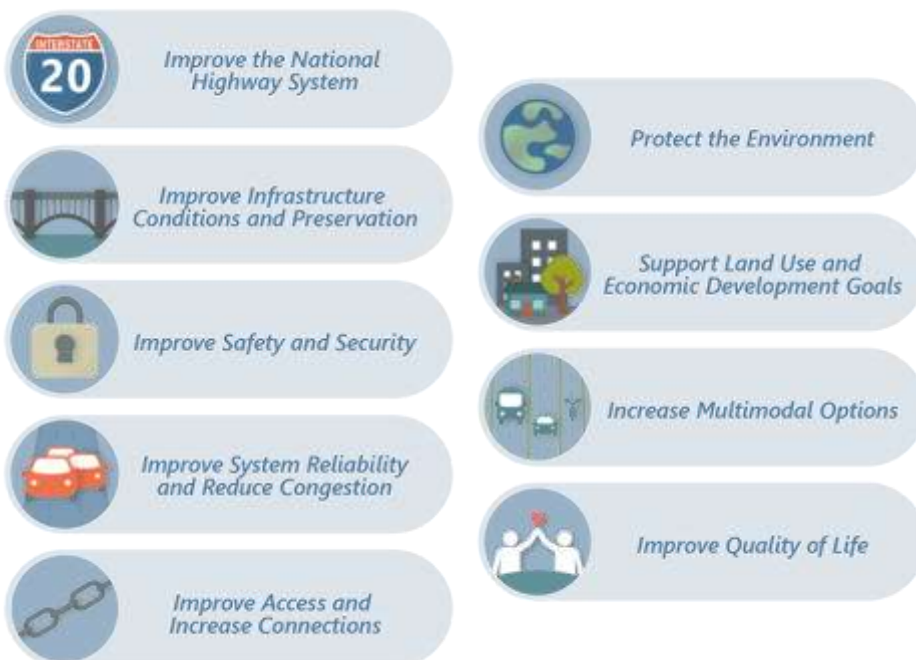 INTERSTATE
20
Improve the National
Highway System
Improve Infrastructure
Conditions and Preservation
Improve Safety and Security
Improve System Reliability
and Reduce Congestion
Improve Access and
Increase Connections
Protect the Environment
Support Land Use and
Economic Development Goals
Increase Multimodal Options
Improve Quality of Life